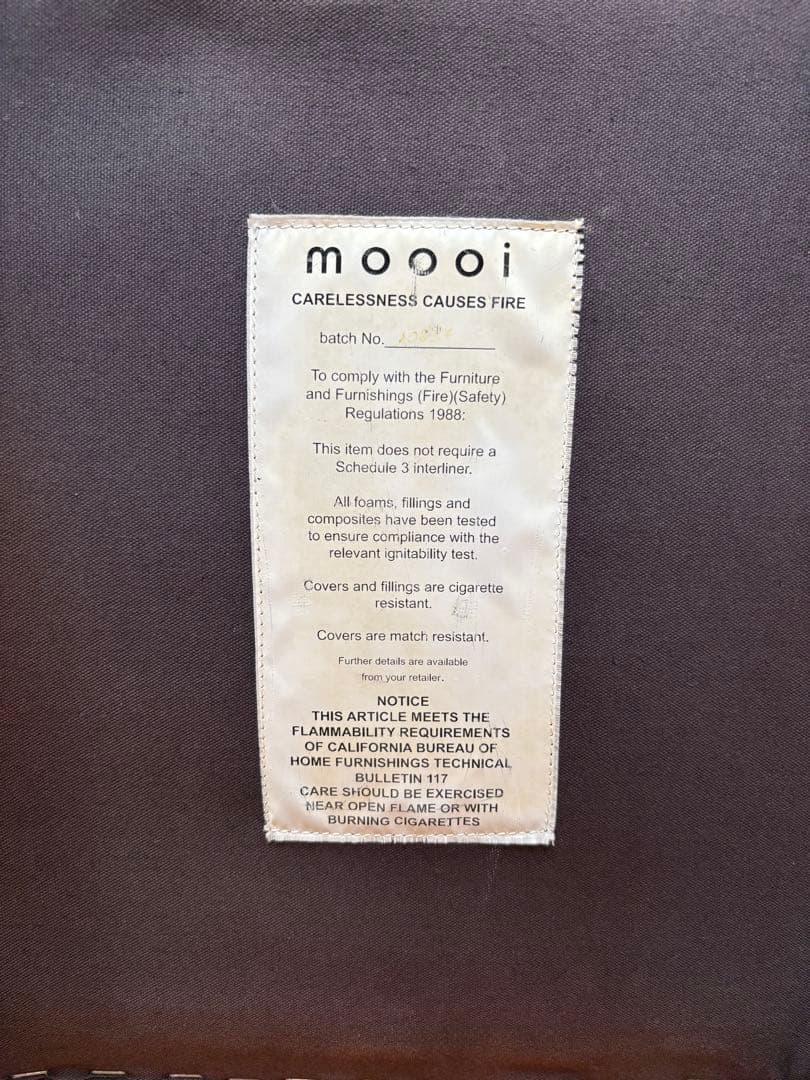 moooi
CARELESSNESS CAUSES FIRE
batch No.
To comply with the Furniture
and Furnishings (Fire)(Safety)
Regulations 1988:
This item does not require a
Schedule 3 interliner.
All foams, fillings and
composites have been tested
to ensure compliance with the
relevant ignitability test.
Covers and fillings are cigarette
resistant.
Covers are match resistant.
Further details are available
from your retailer.
NOTICE
THIS ARTICLE MEETS THE
FLAMMABILITY REQUIREMENTS
OF CALIFORNIA BUREAU OF
HOME FURNISHINGS TECHNICAL
BULLETIN 117
CARE SHOULD BE EXERCISED
NEAR OPEN FLAME OR WITH
BURNING CIGARETTES